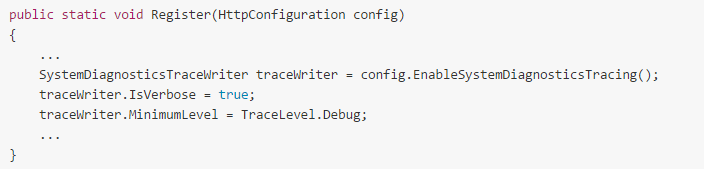 public static void Register(HttpConfiguration config)
{
    ...
    SystemDiagnosticsTraceWriter traceWriter = config.EnableSystemDiagnosticsTracing();
    traceWriter.IsVerbose = true;
    traceWriter.MinimumLevel = TraceLevel.Debug;
    ...
}